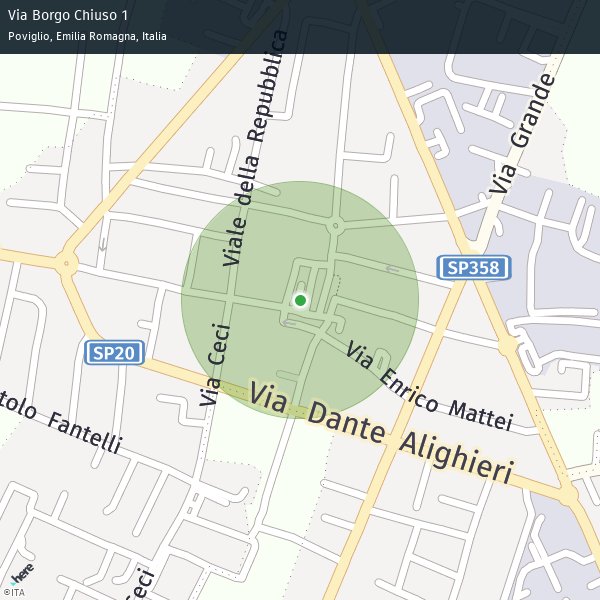 Via Borgo Chiuso 1
Poviglio, Emilia Romagna, Italia
Viale della Repubblica
Via Grande
SP358
SP20
Via Ceci
Via Enrico Mattei
Via Dante Alighieri
tolo Fantelli
Ceci
here
©ITA